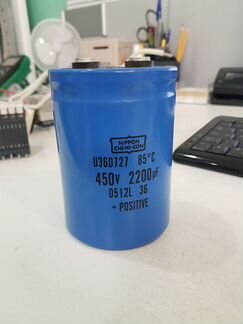 NIPPON
CHEMI-CON
U36D727 85°C
450V 2200µF
0512L 36
+ POSITIVE